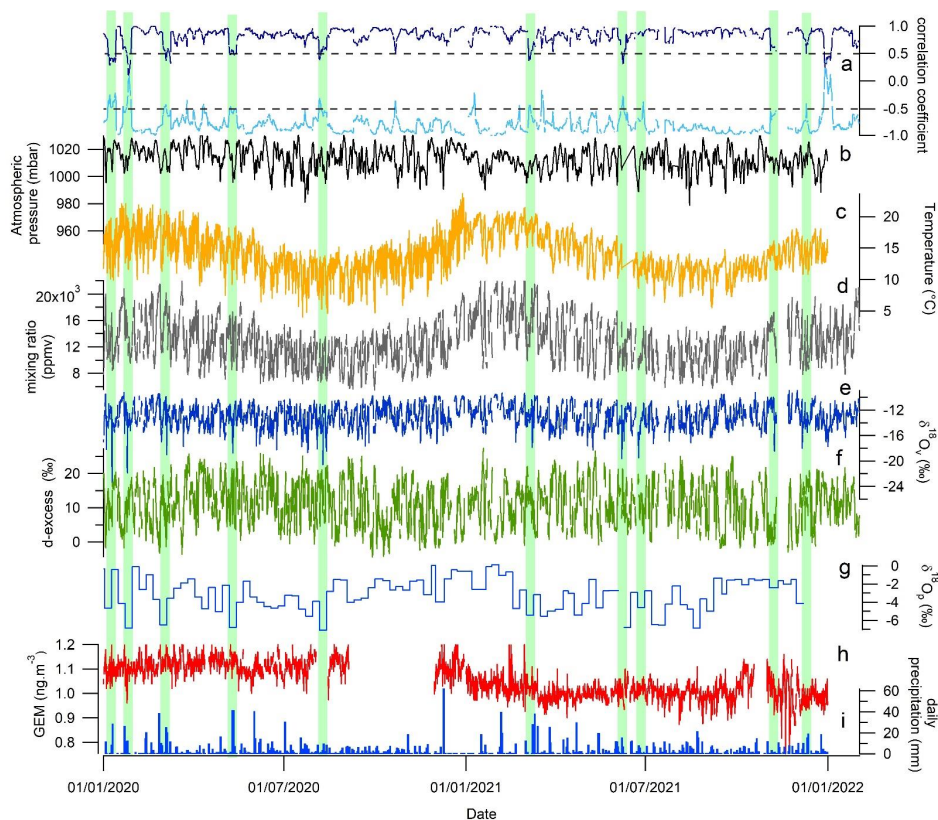 1.0
0.5
0.0
-0.5
-1.0
correlation coefficient
a
1020
1000
980
960
Atmospheric
pressure (mbar)
b
c
20
15
10
5
Temperature (°C)
d
20x10³
16
12
8
mixing ratio
(ppmv)
e
-12
-16
-20
-24
δ¹⁸Oᵥ (‰)
f
20
10
0
d-excess (‰)
g
0
-2
-4
-6
δ¹⁸Oₚ (‰)
h
1.2
1.1
1.0
0.9
0.8
GEM (ng.m⁻³)
i
60
40
20
0
daily
precipitation (mm)
01/01/2020
01/07/2020
01/01/2021
01/07/2021
01/01/2022
Date